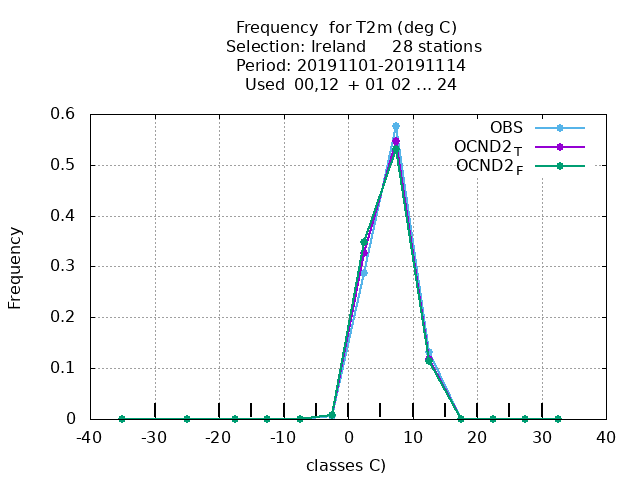 Frequency  for T2m (deg C)
Selection: Ireland     28 stations
Period: 20191101-20191114
Used  00,12  + 01 02 ... 24
OBS
OCND2_T
OCND2_F
0.6
0.5
0.4
0.3
0.2
0.1
0
Frequency
-40 -30 -20 -10 0 10 20 30 40
classes C)